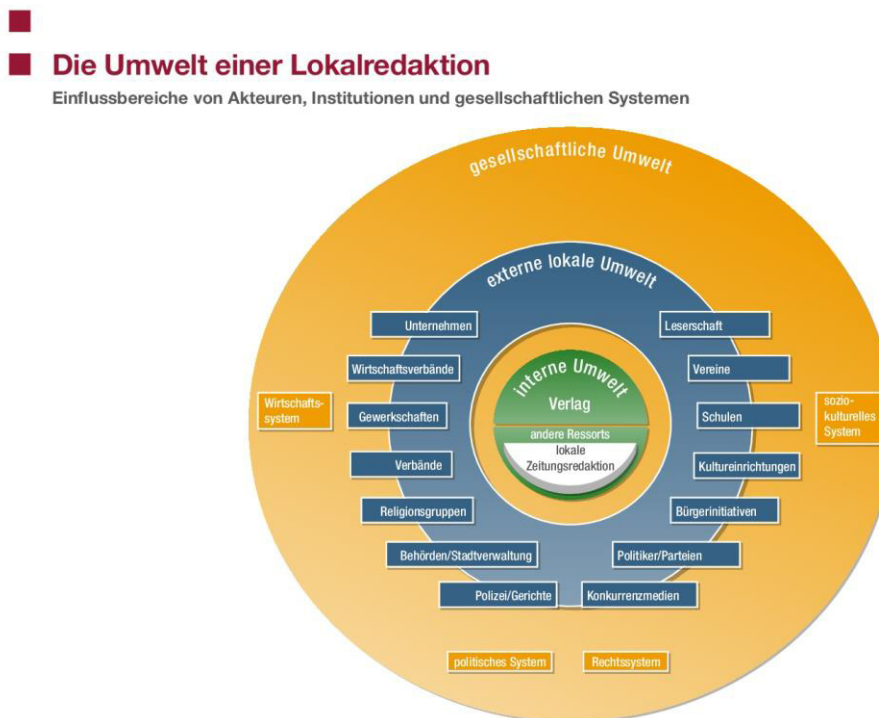 Die Umwelt einer Lokalredaktion
Einflussbereiche von Akteuren, Institutionen und gesellschaftlichen Systemen
gesellschaftliche Umwelt
externe lokale Umwelt
interne Umwelt
Verlag
andere Ressorts
lokale
Zeitungsredaktion
Unternehmen
Wirtschaftsverbände
Gewerkschaften
Verbände
Religionsgruppen
Behörden/Stadtverwaltung
Polizei/Gerichte
Leserschaft
Vereine
Schulen
Kultureinrichtungen
Bürgerinitiativen
Politiker/Parteien
Konkurrenzmedien
Wirtschafts-
system
sozio-
kulturelles
System
politisches System
Rechtssystem